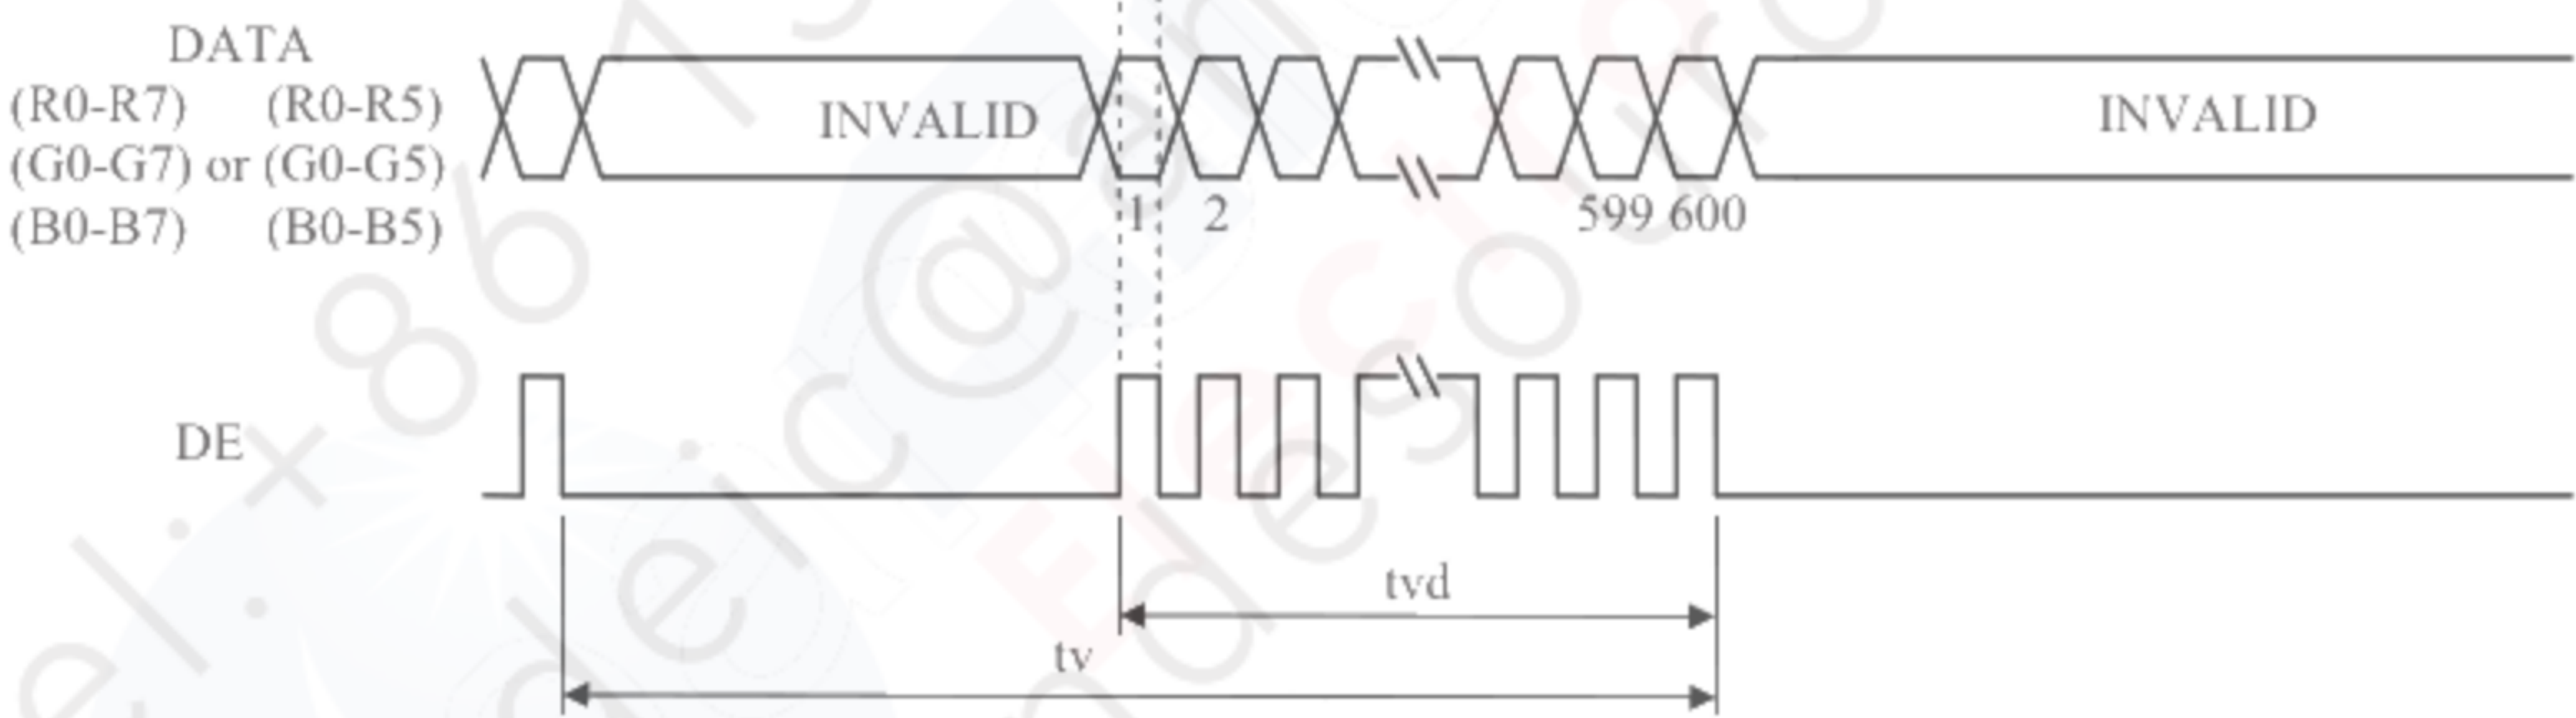 DATA
(R0-R7) (R0-R5)
(G0-G7) or (G0-G5)
(B0-B7) (B0-B5)
INVALID
INVALID
1 2 599 600
DE
tvd
tv